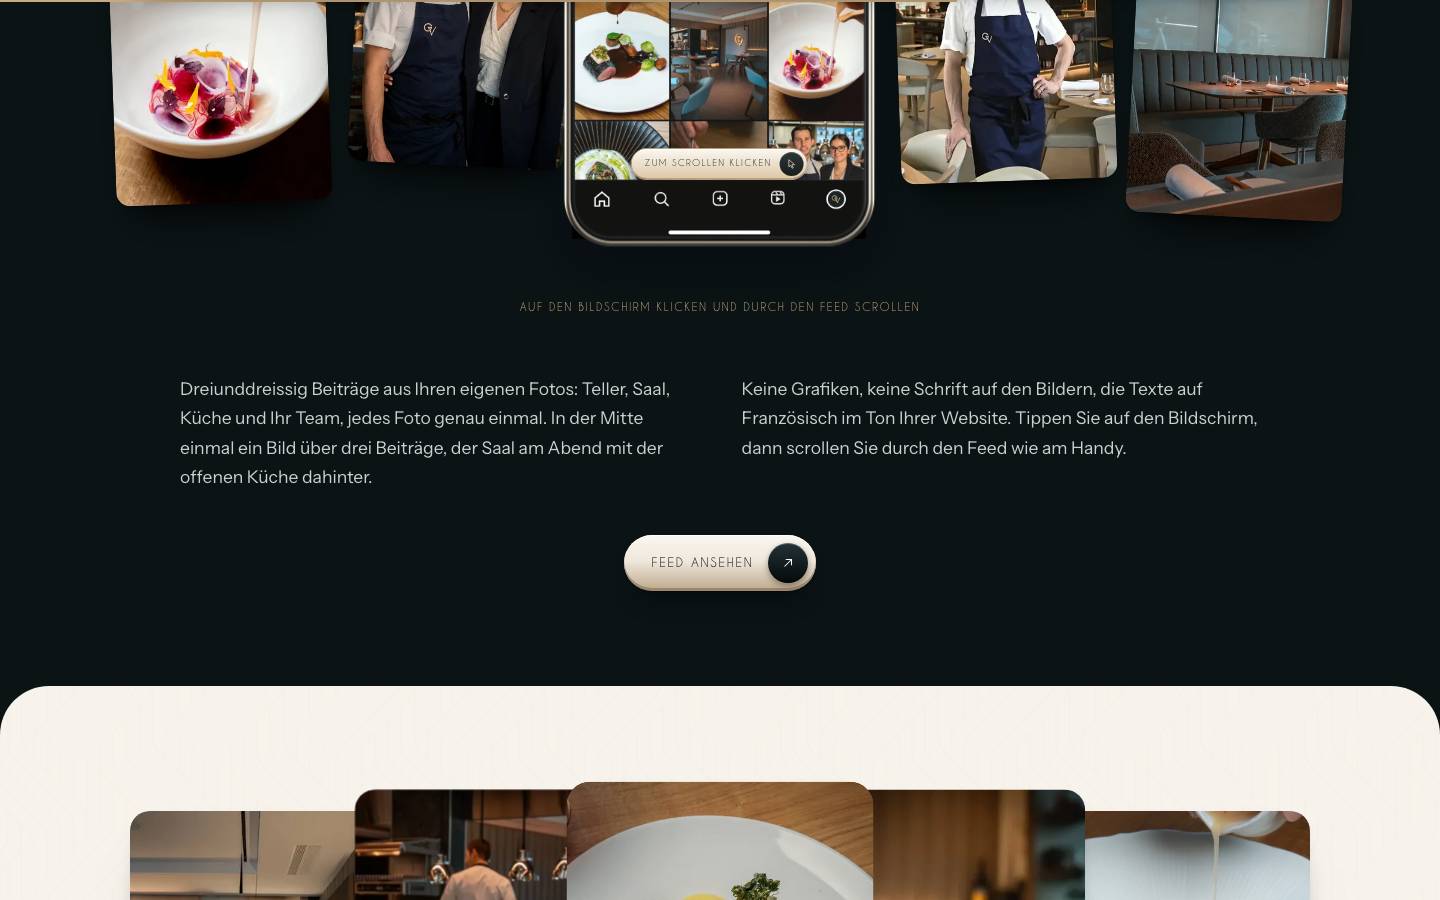 ZUM SCROLLEN KLICKEN
AUF DEN BILDSCHIRM KLICKEN UND DURCH DEN FEED SCROLLEN
Dreiunddreissig Beiträge aus Ihren eigenen Fotos: Teller, Saal,
Küche und Ihr Team, jedes Foto genau einmal. In der Mitte
einmal ein Bild über drei Beiträge, der Saal am Abend mit der
offenen Küche dahinter.
Keine Grafiken, keine Schrift auf den Bildern, die Texte auf
Französisch im Ton Ihrer Website. Tippen Sie auf den Bildschirm,
dann scrollen Sie durch den Feed wie am Handy.
FEED ANSEHEN